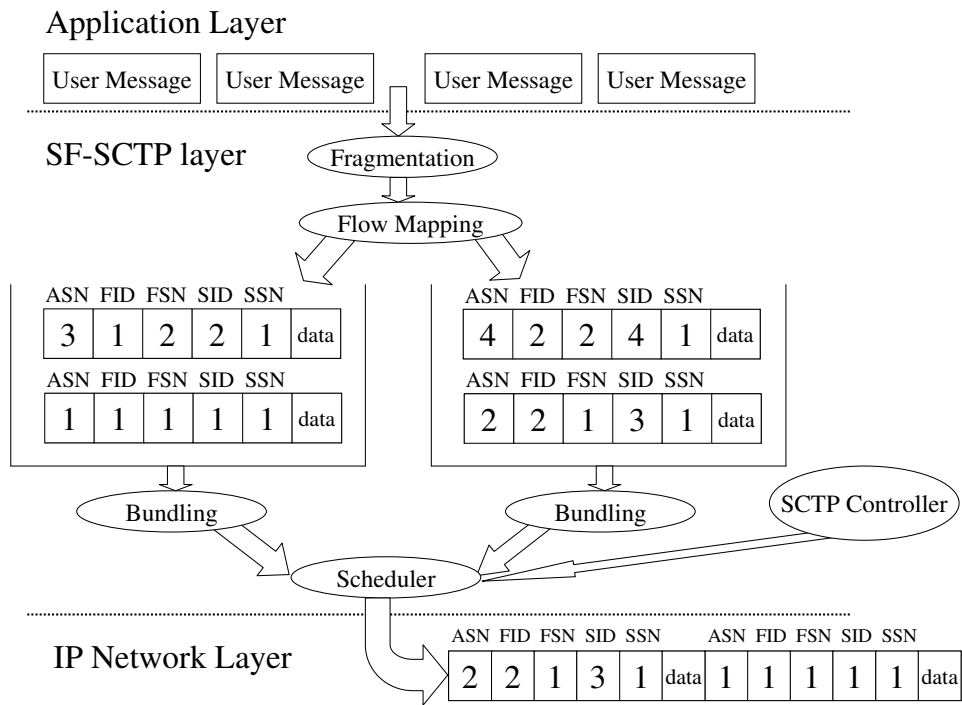 Application Layer
User Message User Message User Message User Message
SF-SCTP layer
Fragmentation
Flow Mapping
ASN FID FSN SID SSN
3 1 2 2 1 data
ASN FID FSN SID SSN
1 1 1 1 1 data
ASN FID FSN SID SSN
4 2 2 4 1 data
ASN FID FSN SID SSN
2 2 1 3 1 data
Bundling
Bundling
SCTP Controller
Scheduler
IP Network Layer
ASN FID FSN SID SSN ASN FID FSN SID SSN
2 2 1 3 1 data 1 1 1 1 1 data